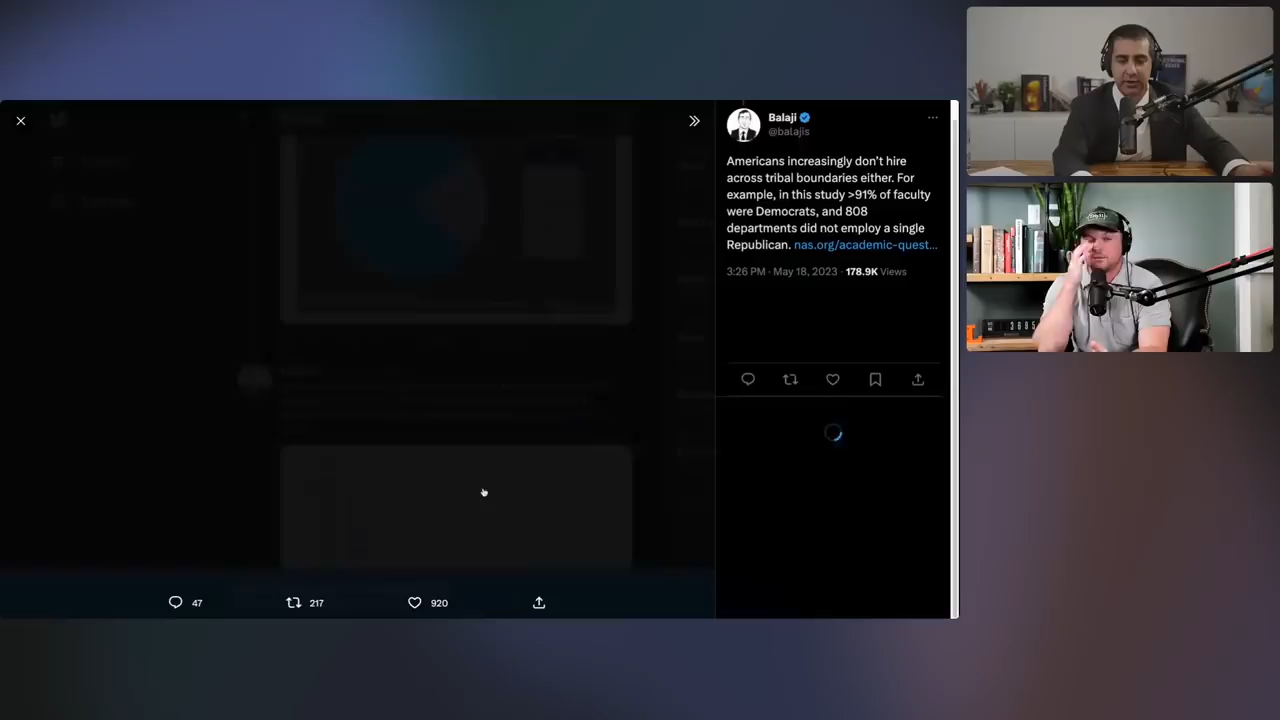 Balaji
@balajis
Americans increasingly don't hire
across tribal boundaries either. For
example, in this study >91% of faculty
were Democrats, and 808
departments did not employ a single
Republican. nas.org/academic-quest...
3:26 PM · May 18, 2023 · 178.9K Views
47
217
920